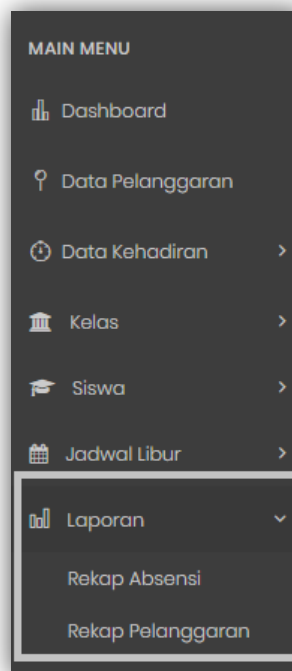 MAIN MENU
Dashboard
Data Pelanggaran
Data Kehadiran
Kelas
Siswa
Jadwal Libur
Laporan
Rekap Absensi
Rekap Pelanggaran